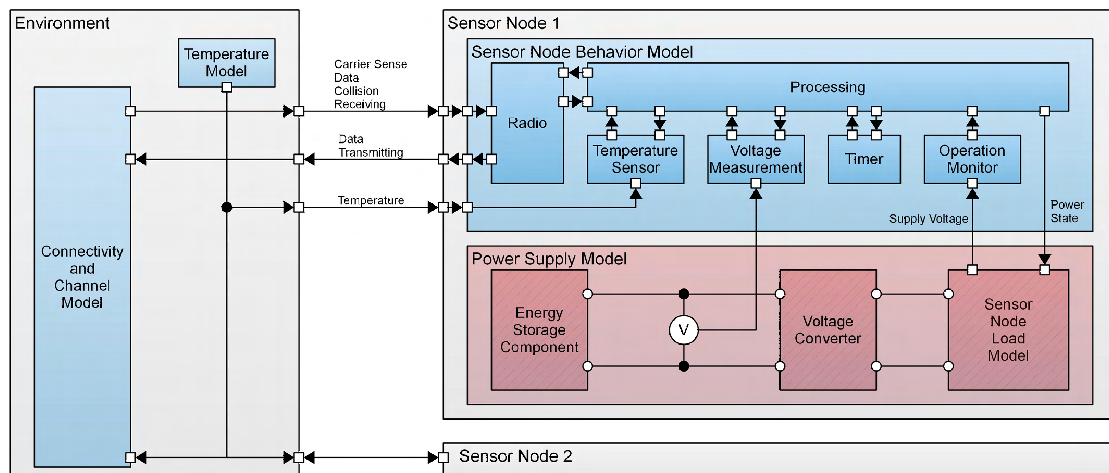 Environment
Temperature
Model
Connectivity
and
Channel
Model
Carrier Sense
Data
Collision
Receiving
Data
Transmitting
Temperature
Sensor Node 1
Sensor Node Behavior Model
Radio
Processing
Temperature
Sensor
Voltage
Measurement
Timer
Operation
Monitor
Supply Voltage
Power
State
Power Supply Model
Energy
Storage
Component
V
Voltage
Converter
Sensor
Node
Load
Model
Sensor Node 2